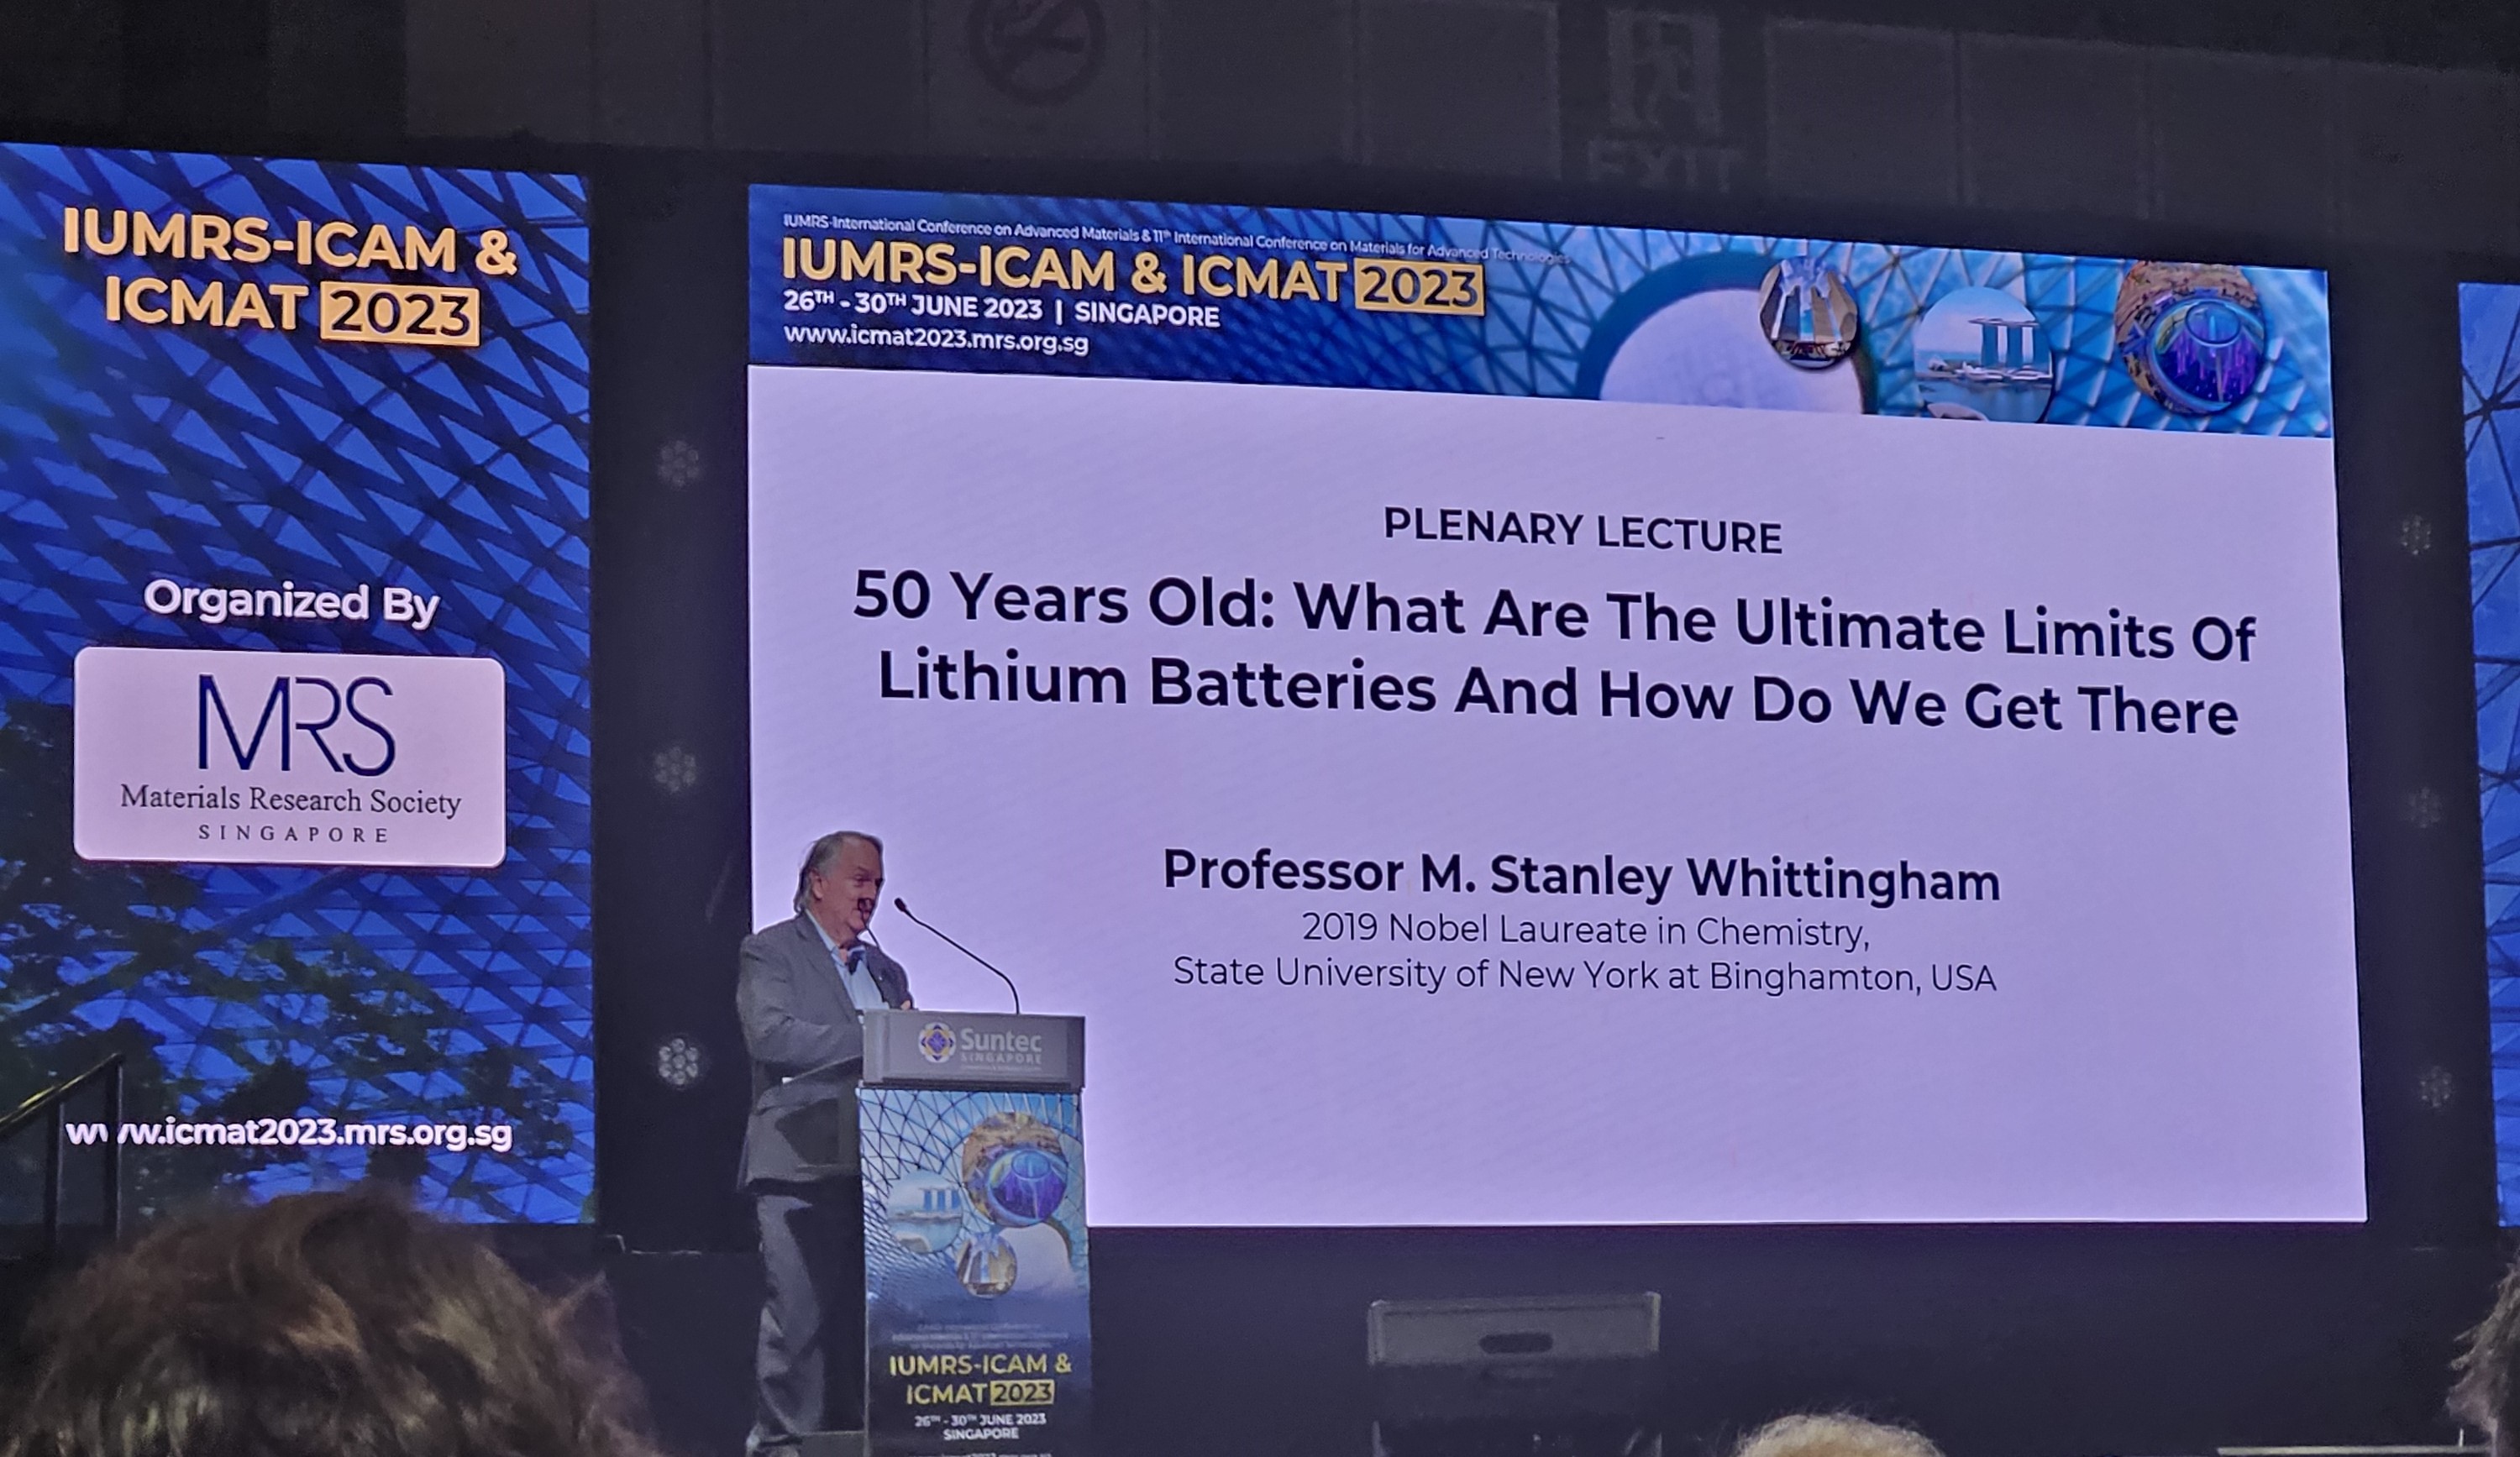 EXIT
IUMRS-ICAM &
ICMAT 2023
Organized By
MRS
Materials Research Society
SINGAPORE
www.icmat2023.mrs.org.sg
IUMRS-International Conference on Advanced Materials & 11th International Conference on Materials for Advanced Technologies
IUMRS-ICAM & ICMAT 2023
26TH - 30TH JUNE 2023 | SINGAPORE
www.icmat2023.mrs.org.sg
PLENARY LECTURE
50 Years Old: What Are The Ultimate Limits Of
Lithium Batteries And How Do We Get There
Professor M. Stanley Whittingham
2019 Nobel Laureate in Chemistry,
State University of New York at Binghamton, USA
Suntec
SINGAPORE
IUMRS-ICAM &
ICMAT 2023
26TH - 30TH JUNE 2023
SINGAPORE